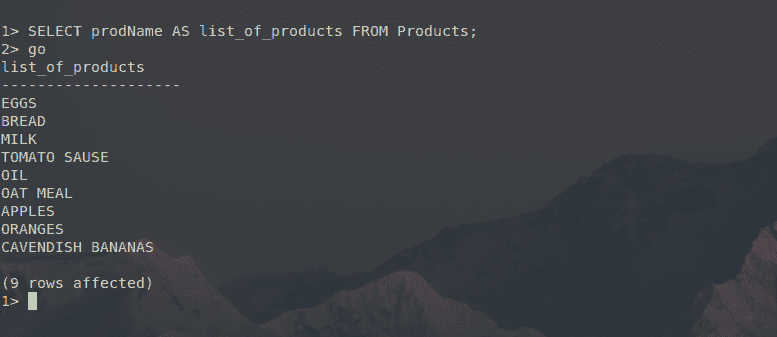 1> SELECT prodName AS list_of_products FROM Products;
2> go
list_of_products
--------------------
EGGS
BREAD
MILK
TOMATO SAUSE
OIL
OAT MEAL
APPLES
ORANGES
CAVENDISH BANANAS
(9 rows affected)
1>